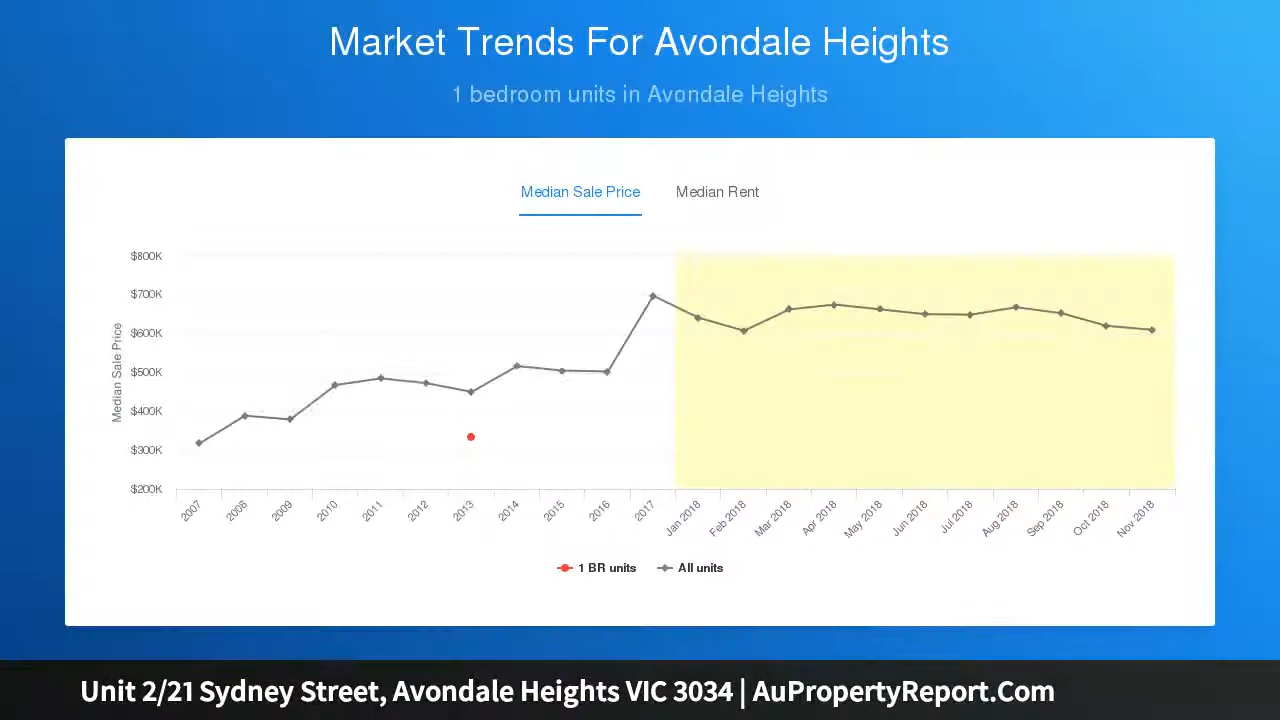 Market Trends For Avondale Heights
1 bedroom units in Avondale Heights
Median Sale Price
Median Rent
Median Sale Price
$800K
$700K
$600K
$500K
$400K
$300K
$200K
2007
2008
2009
2010
2011
2012
2013
2014
2015
2016
2017
Jan 2018
Feb 2018
Mar 2018
Apr 2018
May 2018
Jun 2018
Jul 2018
Aug 2018
Sep 2018
Oct 2018
Nov 2018
1 BR units
All units
Unit 2/21 Sydney Street, Avondale Heights VIC 3034 | AuPropertyReport.Com